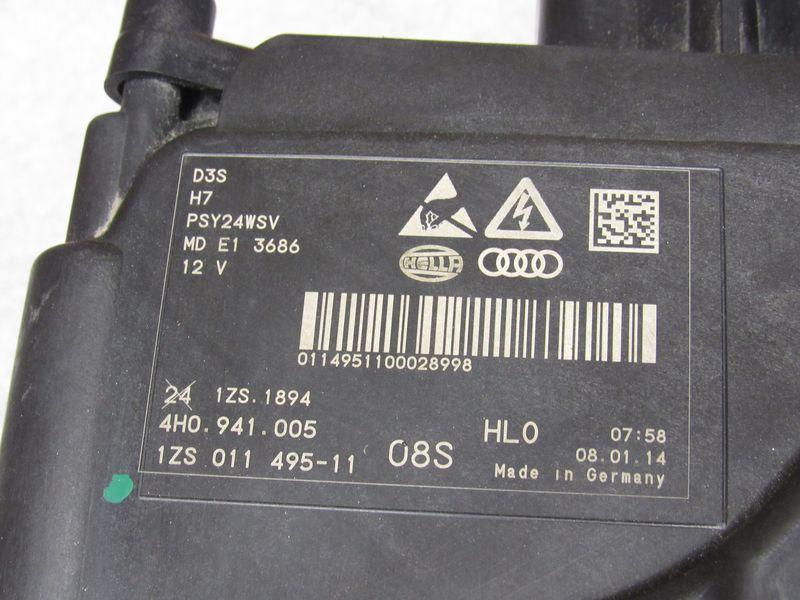 D3S
H7
PSY24WSV
MD E1 3686
12 V
HELLA
0114951100028998
24 1ZS.1894
4H0.941.005
1ZS 011 495-11
08S
HL0
07:58
08.01.14
Made in Germany